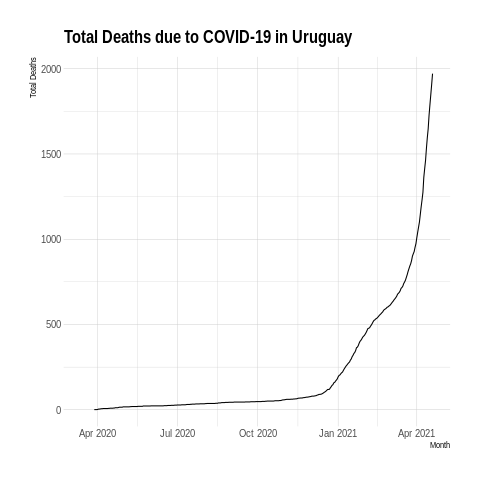 Total Deaths due to COVID-19 in Uruguay
Total Deaths
2000
1500
1000
500
0
Apr 2020 Jul 2020 Oct 2020 Jan 2021 Apr 2021
Month